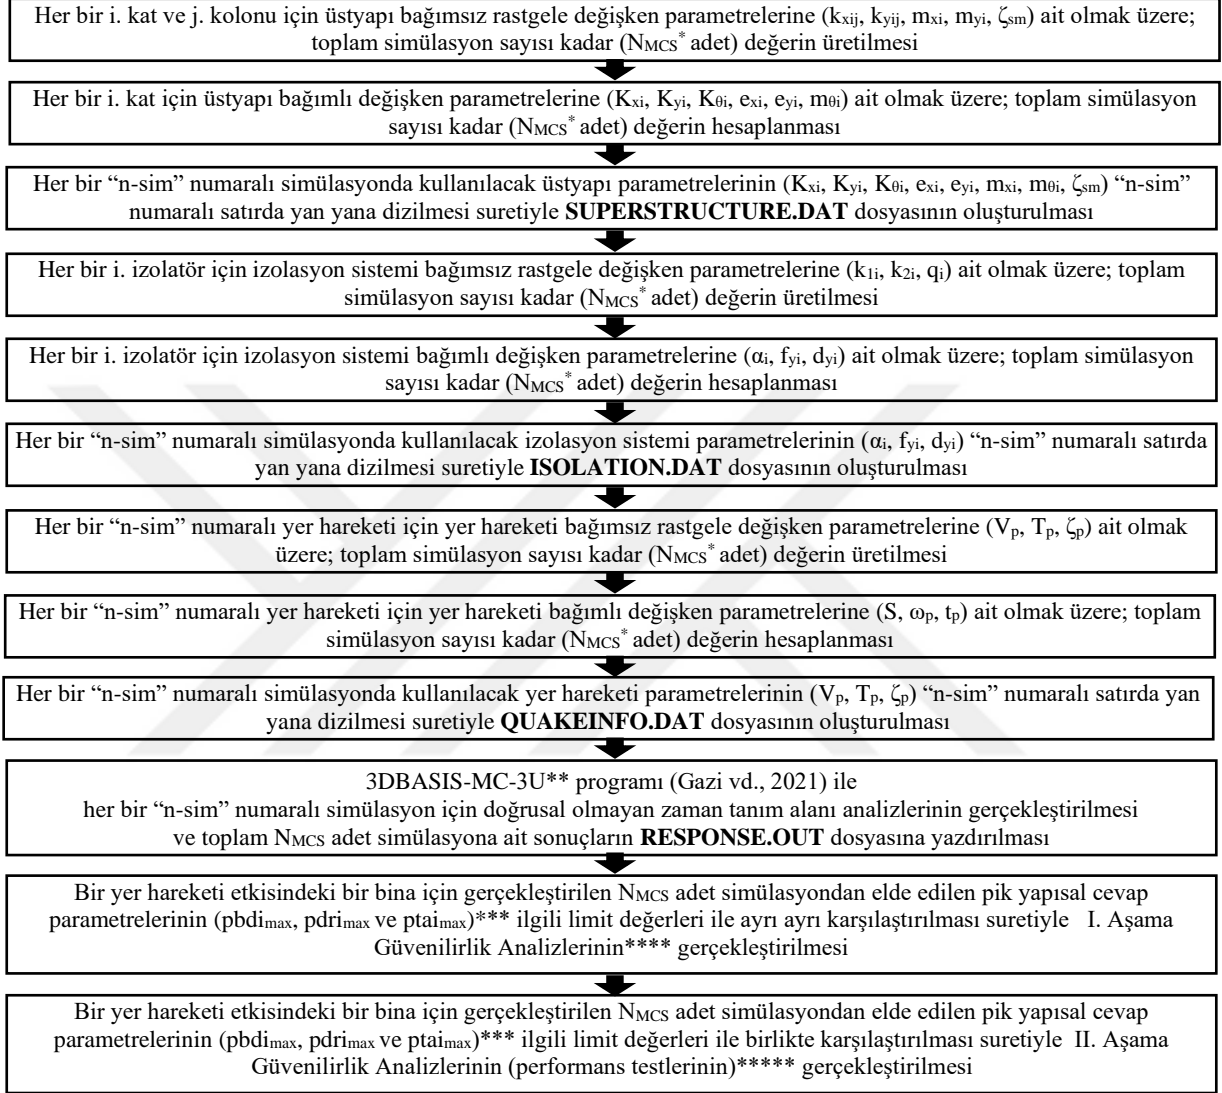 Her bir i. kat ve j. kolonu için üstyapı bağımsız rastgele değişken parametrelerine (kxij, kyij, mxi, myi, ζsm) ait olmak üzere;
toplam simülasyon sayısı kadar (NMCS* adet) değerin üretilmesi
Her bir i. kat için üstyapı bağımlı değişken parametrelerine (Kxi, Kyi, Kθi, exi, eyi, mθi) ait olmak üzere; toplam simülasyon
sayısı kadar (NMCS* adet) değerin hesaplanması
Her bir “n-sim” numaralı simülasyonda kullanılacak üstyapı parametrelerinin (Kxi, Kyi, Kθi, exi, eyi, mxi, mθi, ζsm) “n-sim”
numaralı satırda yan yana dizilmesi suretiyle SUPERSTRUCTURE.DAT dosyasının oluşturulması
Her bir i. izolatör için izolasyon sistemi bağımsız rastgele değişken parametrelerine (k1i, k2i, qi) ait olmak üzere; toplam
simülasyon sayısı kadar (NMCS* adet) değerin üretilmesi
Her bir i. izolatör için izolasyon sistemi bağımlı değişken parametrelerine (αi, fyi, dyi) ait olmak üzere; toplam simülasyon
sayısı kadar (NMCS* adet) değerin hesaplanması
Her bir “n-sim” numaralı simülasyonda kullanılacak izolasyon sistemi parametrelerinin (αi, fyi, dyi) “n-sim” numaralı satırda
yan yana dizilmesi suretiyle ISOLATION.DAT dosyasının oluşturulması
Her bir “n-sim” numaralı yer hareketi için yer hareketi bağımsız rastgele değişken parametrelerine (Vp, Tp, ζp) ait olmak
üzere; toplam simülasyon sayısı kadar (NMCS* adet) değerin üretilmesi
Her bir “n-sim” numaralı yer hareketi için yer hareketi bağımlı değişken parametrelerine (S, ωp, tp) ait olmak üzere; toplam
simülasyon sayısı kadar (NMCS* adet) değerin hesaplanması
Her bir “n-sim” numaralı simülasyonda kullanılacak yer hareketi parametrelerinin (Vp, Tp, ζp) “n-sim” numaralı satırda yan
yana dizilmesi suretiyle QUAKEINFO.DAT dosyasının oluşturulması
3DBASIS-MC-3U** programı (Gazi vd., 2021) ile
her bir “n-sim” numaralı simülasyon için doğrusal olmayan zaman tanım alanı analizlerinin gerçekleştirilmesi
ve toplam NMCS adet simülasyona ait sonuçların RESPONSE.OUT dosyasına yazdırılması
Bir yer hareketi etkisindeki bir bina için gerçekleştirilen NMCS adet simülasyondan elde edilen pik yapısal cevap
parametrelerinin (pbdimax, pdrimax ve ptaimax)*** ilgili limit değerleri ile ayrı ayrı karşılaştırılması suretiyle I. Aşama
Güvenilirlik Analizlerinin**** gerçekleştirilmesi
Bir yer hareketi etkisindeki bir bina için gerçekleştirilen NMCS adet simülasyondan elde edilen pik yapısal cevap
parametrelerinin (pbdimax, pdrimax ve ptaimax)*** ilgili limit değerleri ile birlikte karşılaştırılması suretiyle II. Aşama
Güvenilirlik Analizlerinin (performans testlerinin)***** gerçekleştirilmesi